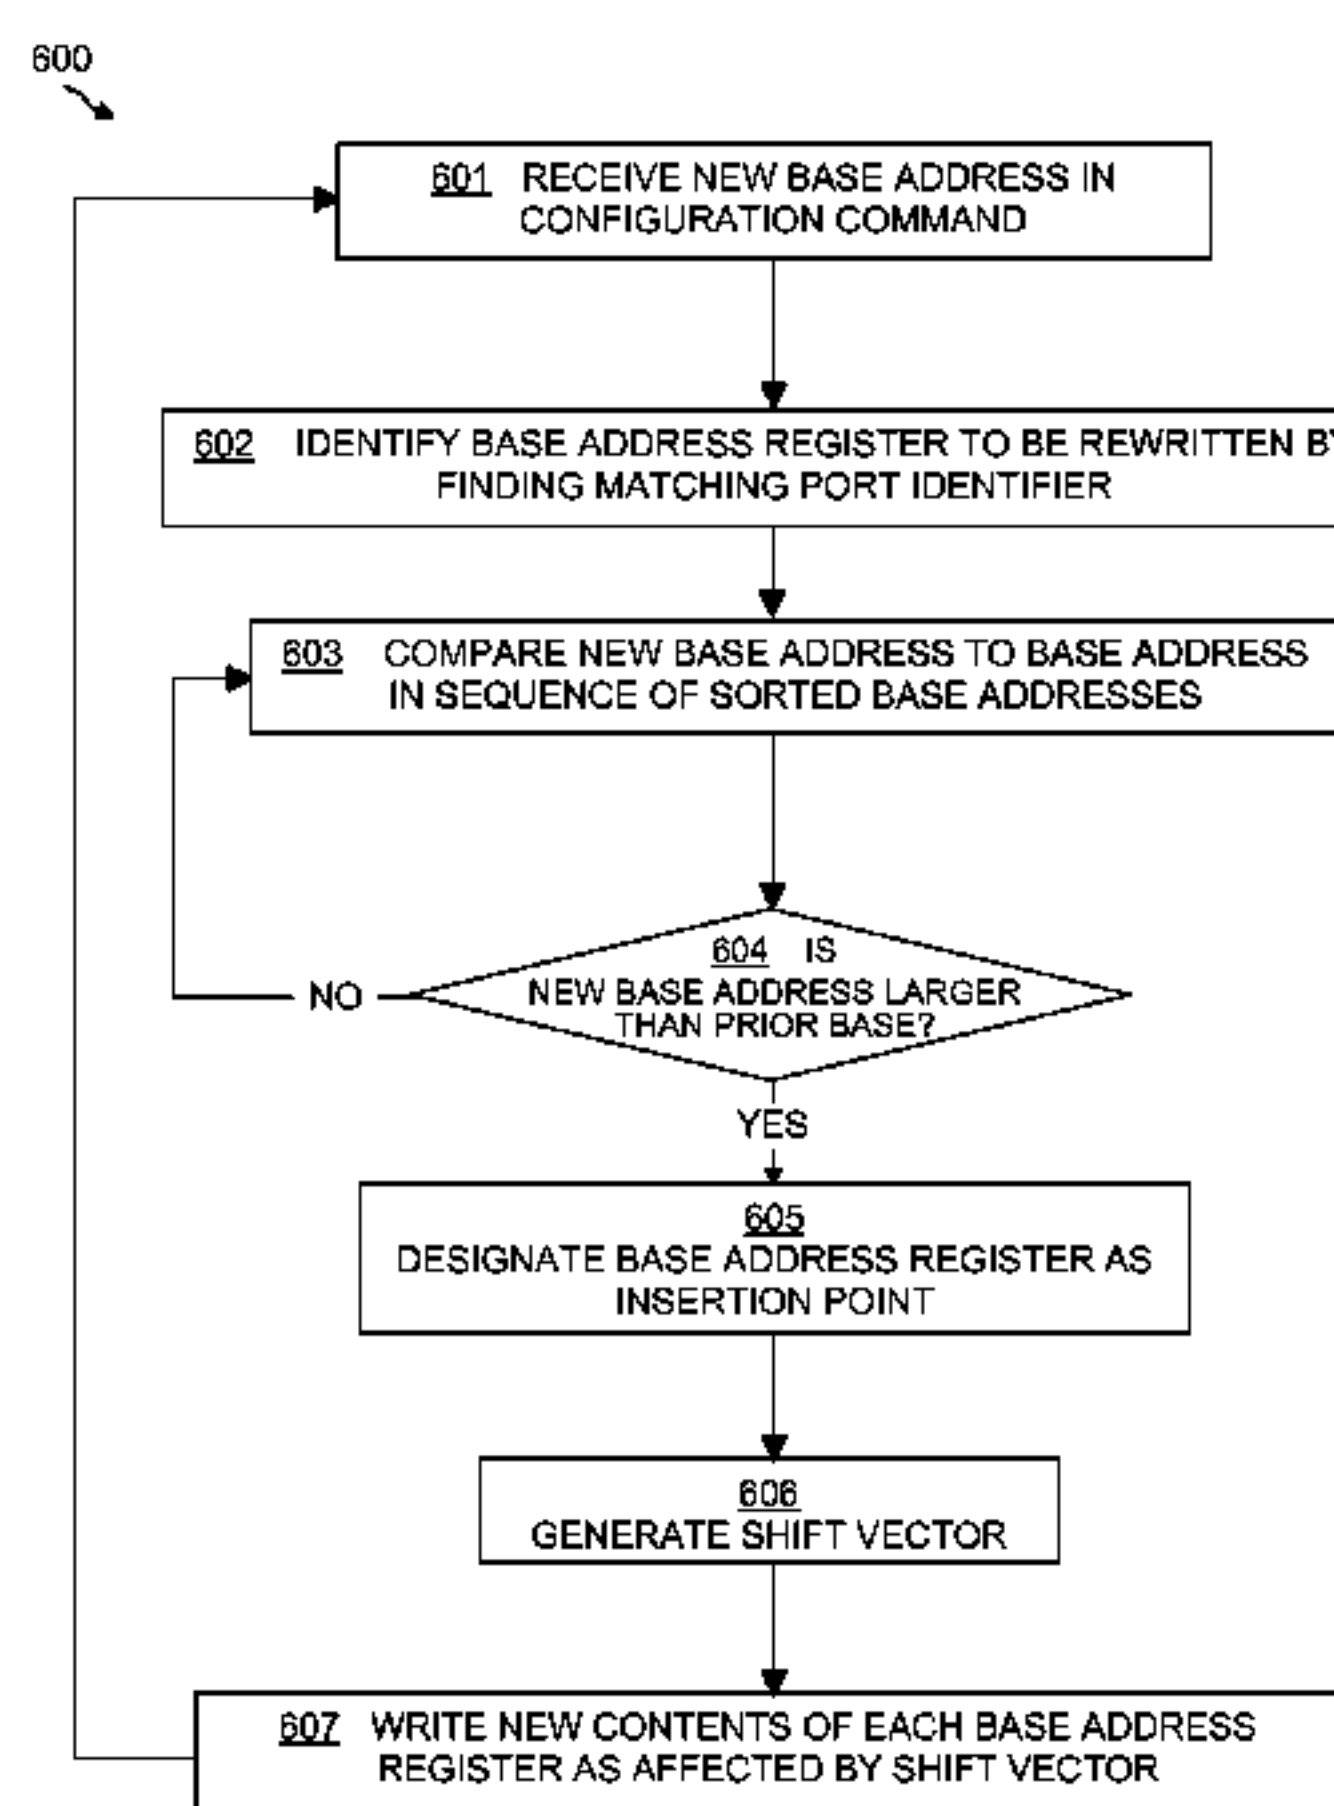 600
601 RECEIVE NEW BASE ADDRESS IN
CONFIGURATION COMMAND
602 IDENTIFY BASE ADDRESS REGISTER TO BE REWRITTEN BY
FINDING MATCHING PORT IDENTIFIER
603 COMPARE NEW BASE ADDRESS TO BASE ADDRESS
IN SEQUENCE OF SORTED BASE ADDRESSES
604 IS
NEW BASE ADDRESS LARGER
THAN PRIOR BASE?
NO
YES
605
DESIGNATE BASE ADDRESS REGISTER AS
INSERTION POINT
606
GENERATE SHIFT VECTOR
607 WRITE NEW CONTENTS OF EACH BASE ADDRESS
REGISTER AS AFFECTED BY SHIFT VECTOR